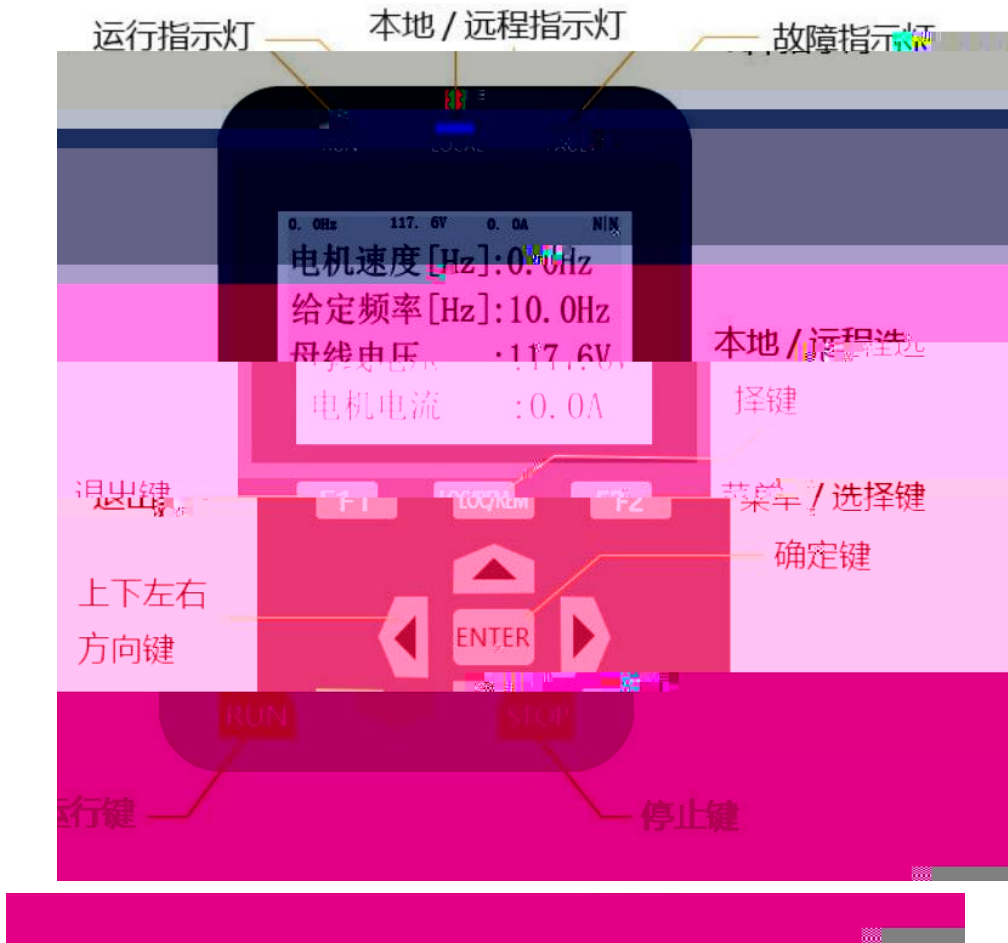 运行指示灯
本地/远程指示灯
故障指示灯
RUN
LOCAL
0. 0Hz 117. 6V 0. 0A N|N
电机速度[Hz]:0.0Hz
给定频率[Hz]:10.0Hz
母线电压 :117.6V
电机电流 :0.0A
本地/远程选
择键
退出键
F1
LOC/REM
F2
菜单/选择键
确定键
上下左右
方向键
ENTER
RUN
STOP
运行键
停止键